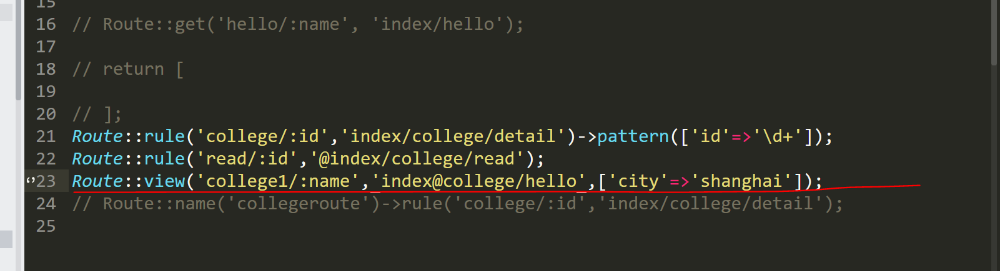 15
16 // Route::get('hello/:name', 'index/hello');
17
18 // return [
19
20 // ];
21 Route::rule('college/:id','index/college/detail')->pattern(['id'=>'\d+']);
22 Route::rule('read/:id','@index/college/read');
23 Route::view('college1/:name','index@college/hello',['city'=>'shanghai']);
24 // Route::name('collegeroute')->rule('college/:id','index/college/detail');
25